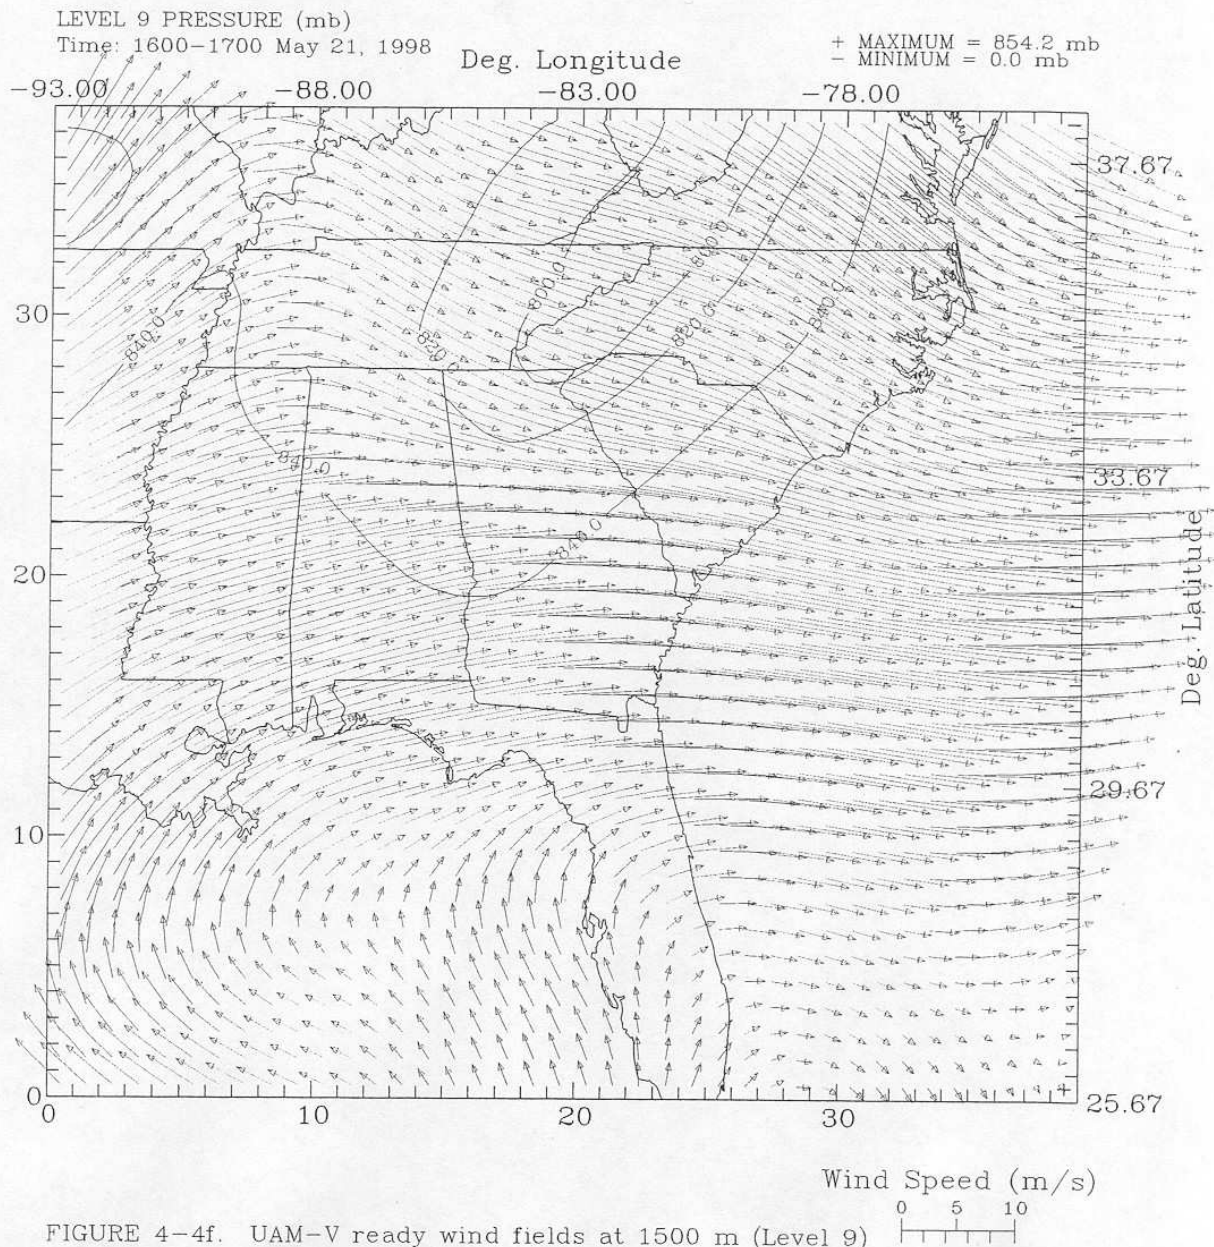 LEVEL 9 PRESSURE (mb)
Time: 1600-1700 May 21, 1998
Deg. Longitude
+ MAXIMUM = 854.2 mb
- MINIMUM = 0.0 mb
-93.00 -88.00 -83.00 -78.00
37.67
800.0
800.0
30
840.0
840.0
820.0
820.0
840.0
33.67
840.0
Deg. Latitude
20
29.67
10
0
25.67
0 10 20 30
Wind Speed (m/s)
0 5 10
FIGURE 4-4f. UAM-V ready wind fields at 1500 m (Level 9)